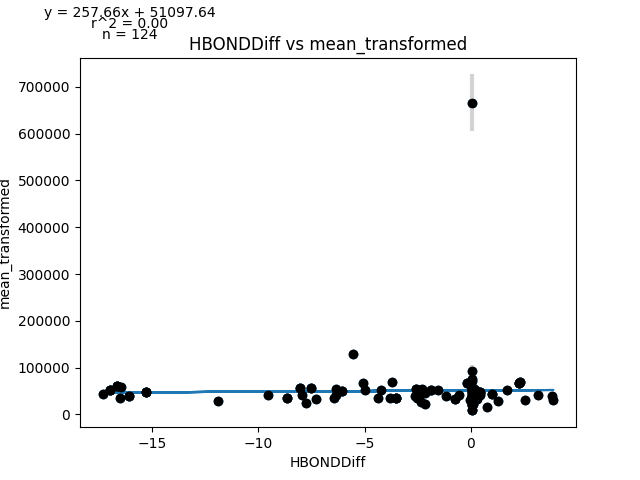 y = 257.66x + 51097.64
r^2 = 0.00
n = 124
HBONDDiff vs mean_transformed
700000
600000
500000
400000
300000
200000
100000
0
mean_transformed
−15 −10 −5 0
HBONDDiff